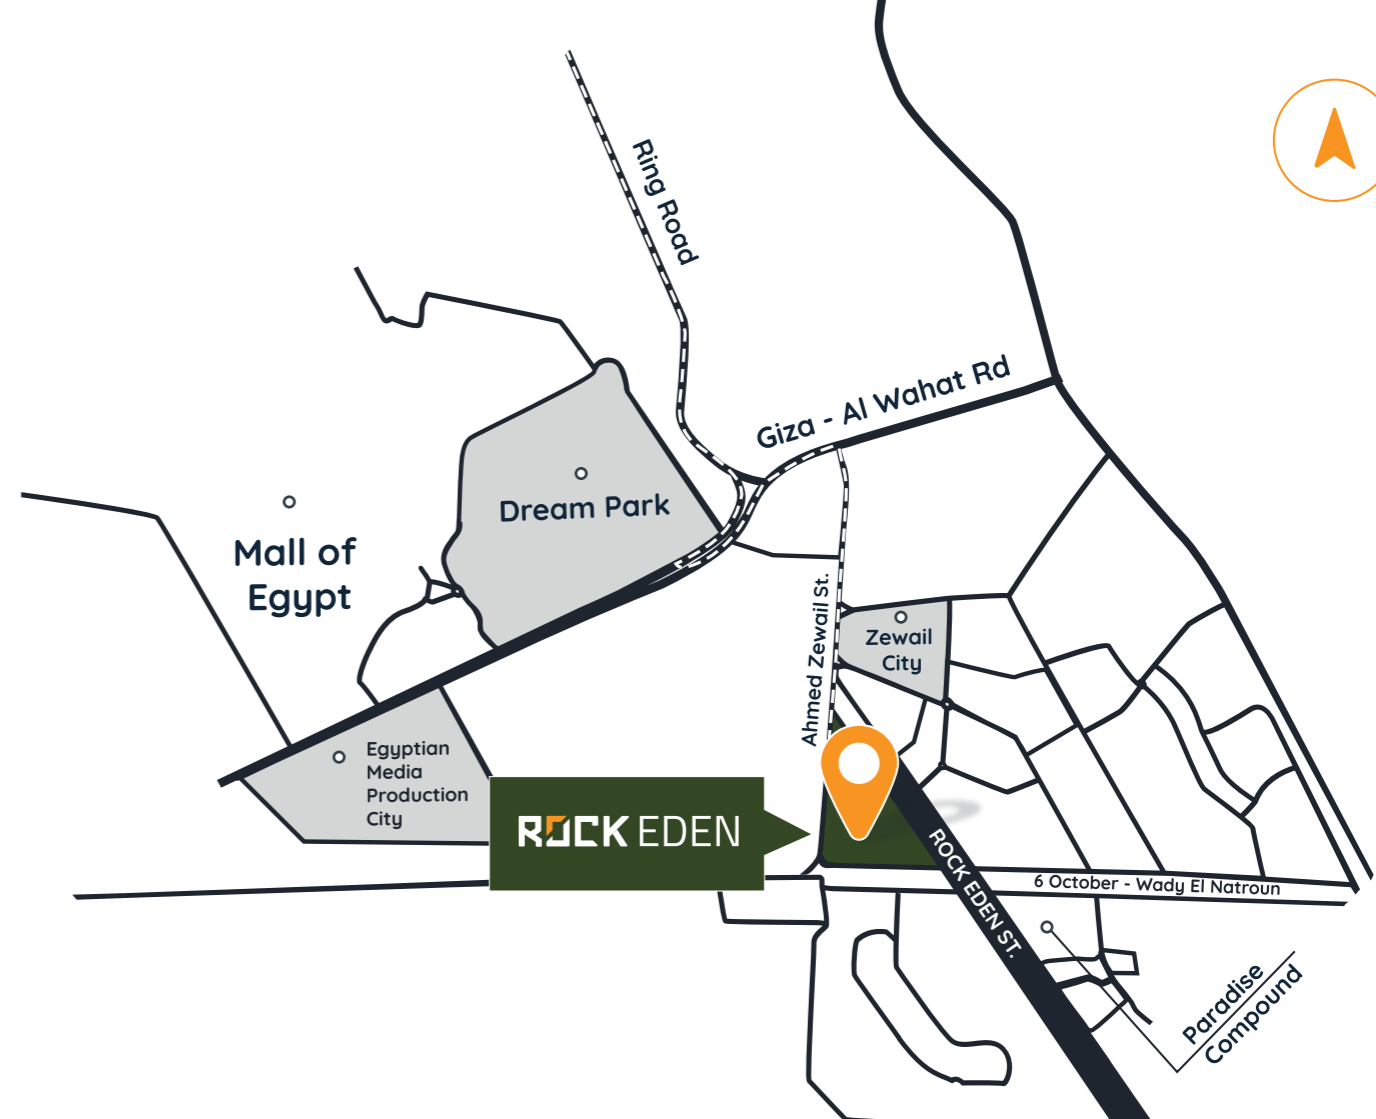 Ring Road
Giza - Al Wahat Rd
Dream Park
Mall of
Egypt
Ahmed Zewail St.
Zewail
City
Egyptian
Media
Production
City
ROCK EDEN
ROCK EDEN ST.
6 October - Wady El Natroun
Paradise
Compound